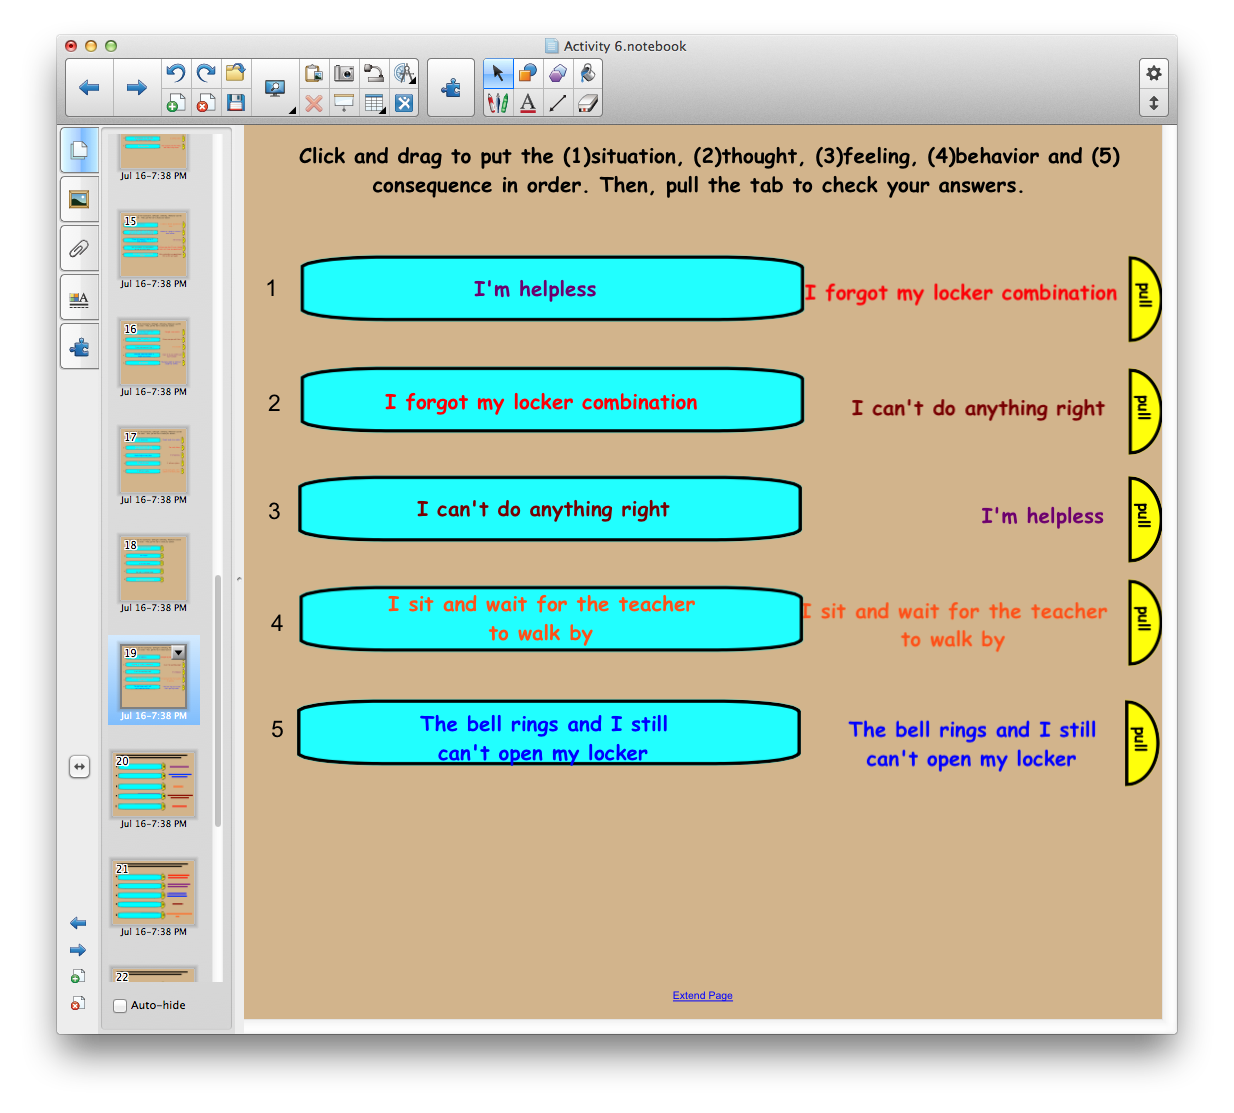 Activity 6.notebook
Jul 16-7:38 PM
15
Jul 16-7:38 PM
16
Jul 16-7:38 PM
17
Jul 16-7:38 PM
18
Jul 16-7:38 PM
19
Jul 16-7:38 PM
20
Jul 16-7:38 PM
21
Jul 16-7:38 PM
22
Auto-hide
Click and drag to put the (1)situation, (2)thought, (3)feeling, (4)behavior and (5)
consequence in order. Then, pull the tab to check your answers.
1 I'm helpless I forgot my locker combination pull
2 I forgot my locker combination I can't do anything right pull
3 I can't do anything right I'm helpless pull
4 I sit and wait for the teacher
to walk by
I sit and wait for the teacher
to walk by
pull
5 The bell rings and I still
can't open my locker
The bell rings and I still
can't open my locker
pull
Extend Page